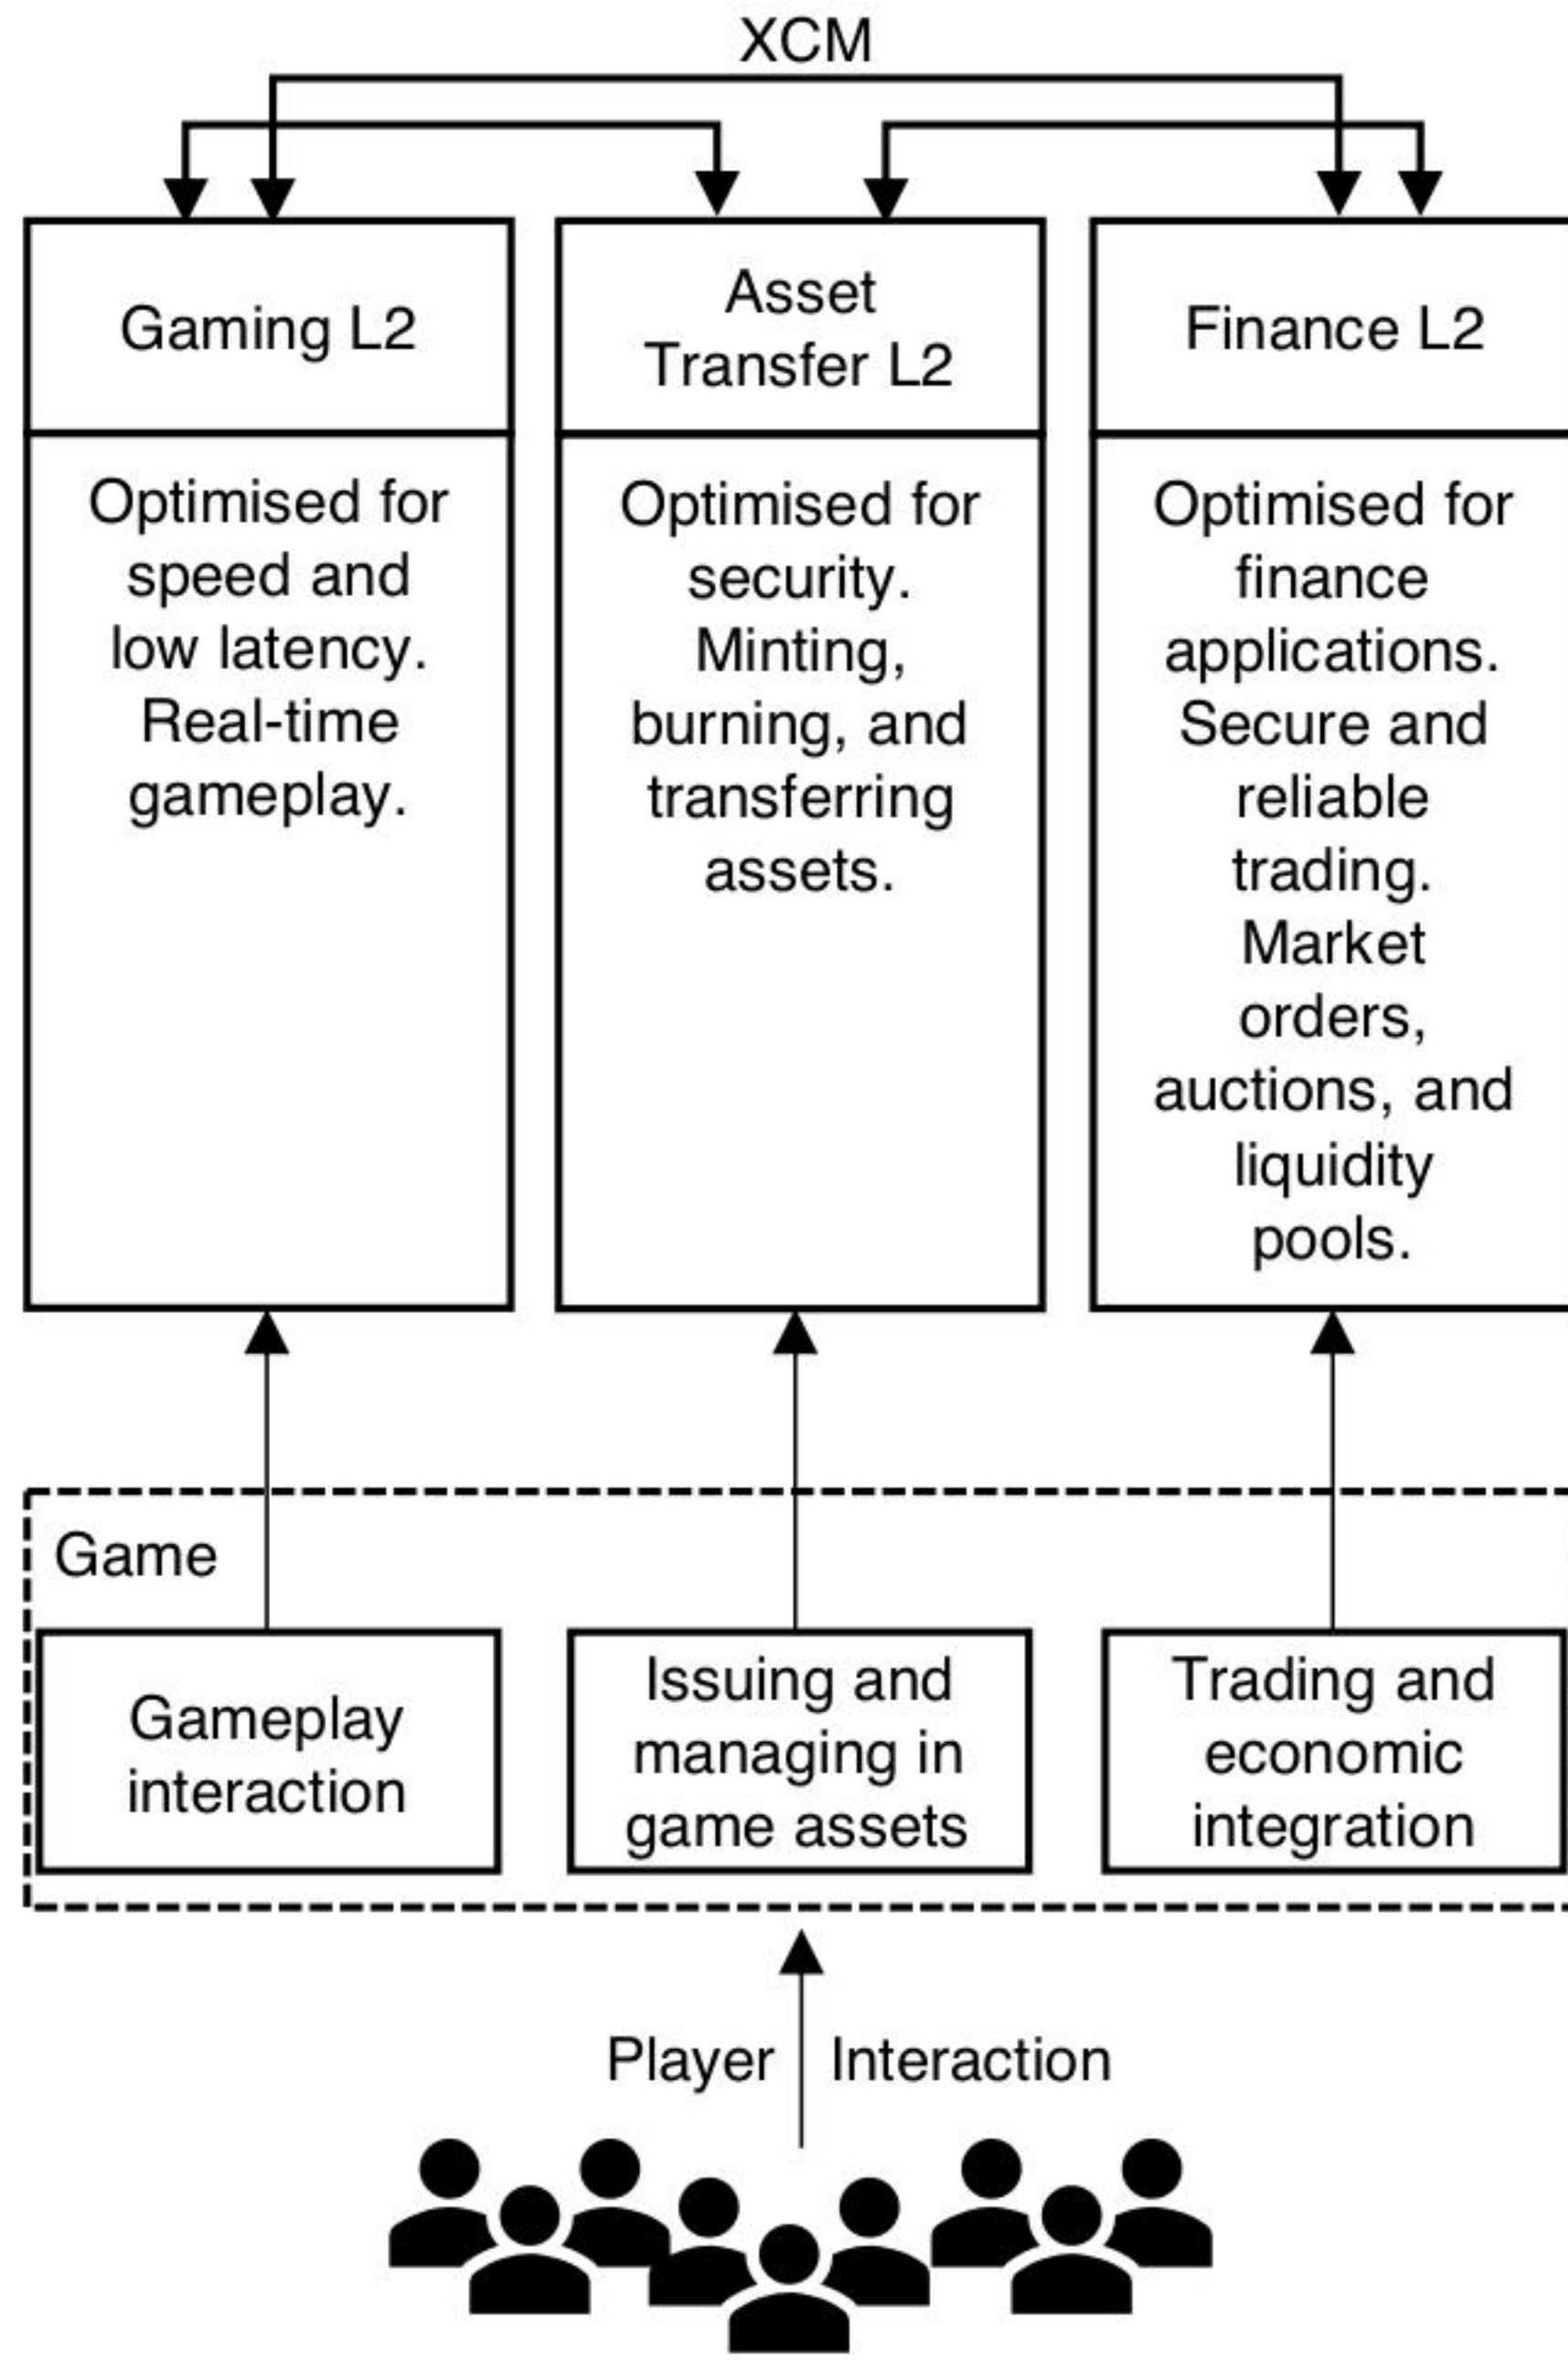 XCM
Gaming L2
Asset
Transfer L2
Finance L2
Optimised for
speed and
low latency.
Real-time
gameplay.
Optimised for
security.
Minting,
burning, and
transferring
assets.
Optimised for
finance
applications.
Secure and
reliable
trading.
Market
orders,
auctions, and
liquidity
pools.
Game
Gameplay
interaction
Issuing and
managing in
game assets
Trading and
economic
integration
Player Interaction